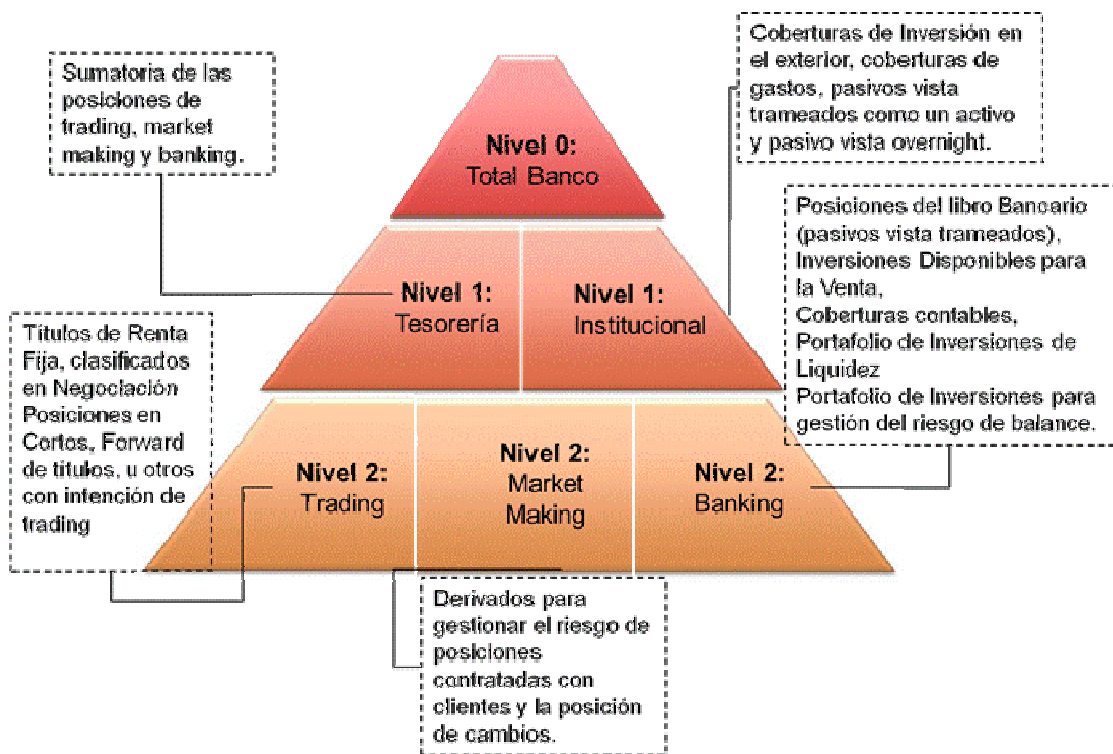 Coberturas de Inversión en
el exterior, coberturas de
gastos, pasivos vista
trameados como un activo
y pasivo vista overnight.
Sumatoria de las
posiciones de
trading, market
making y banking.
Nivel 0:
Total Banco
Posiciones del libro Bancario
(pasivos vista trameados),
Inversiones Disponibles para
la Venta,
Coberturas contables,
Portafolio de Inversiones de
Liquidez
Portafolio de Inversiones para
gestión del riesgo de balance.
Nivel 1:
Tesorería
Nivel 1:
Institucional
Títulos de Renta
Fija, clasificados
en Negociación
Posiciones en
Cortos, Forward
de títulos, u otros
con intención de
trading
Nivel 2:
Trading
Nivel 2:
Market
Making
Nivel 2:
Banking
Derivados para
gestionar el riesgo de
posiciones
contratadas con
clientes y la posición
de cambios.